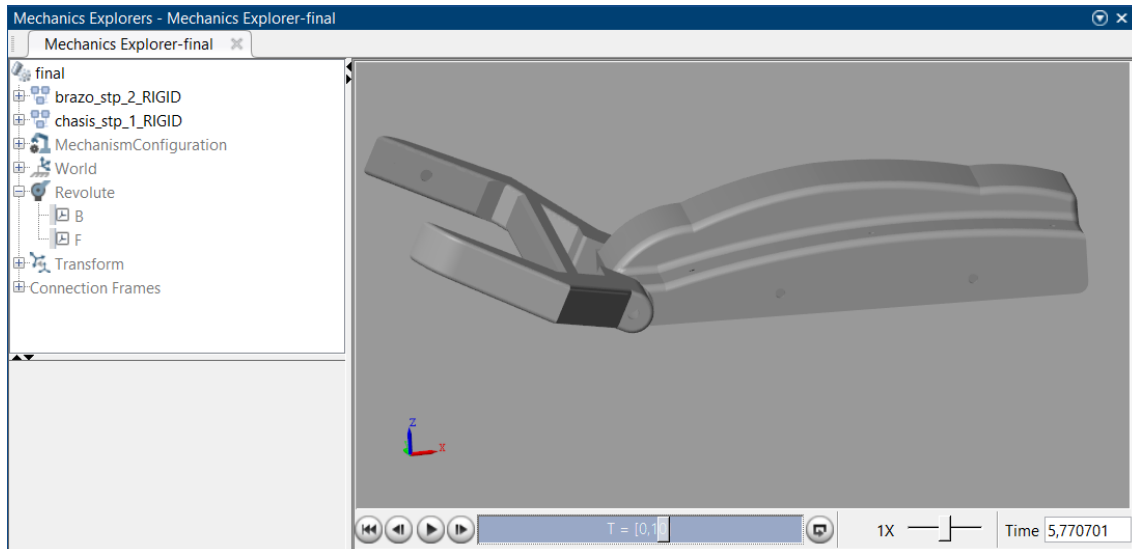 Mechanics Explorers - Mechanics Explorer-final
Mechanics Explorer-final
final
brazo_stp_2_RIGID
chasis_stp_1_RIGID
MechanismConfiguration
World
Revolute
B
F
Transform
Connection Frames
Z
X
T = [0,10
1X
Time 5,770701